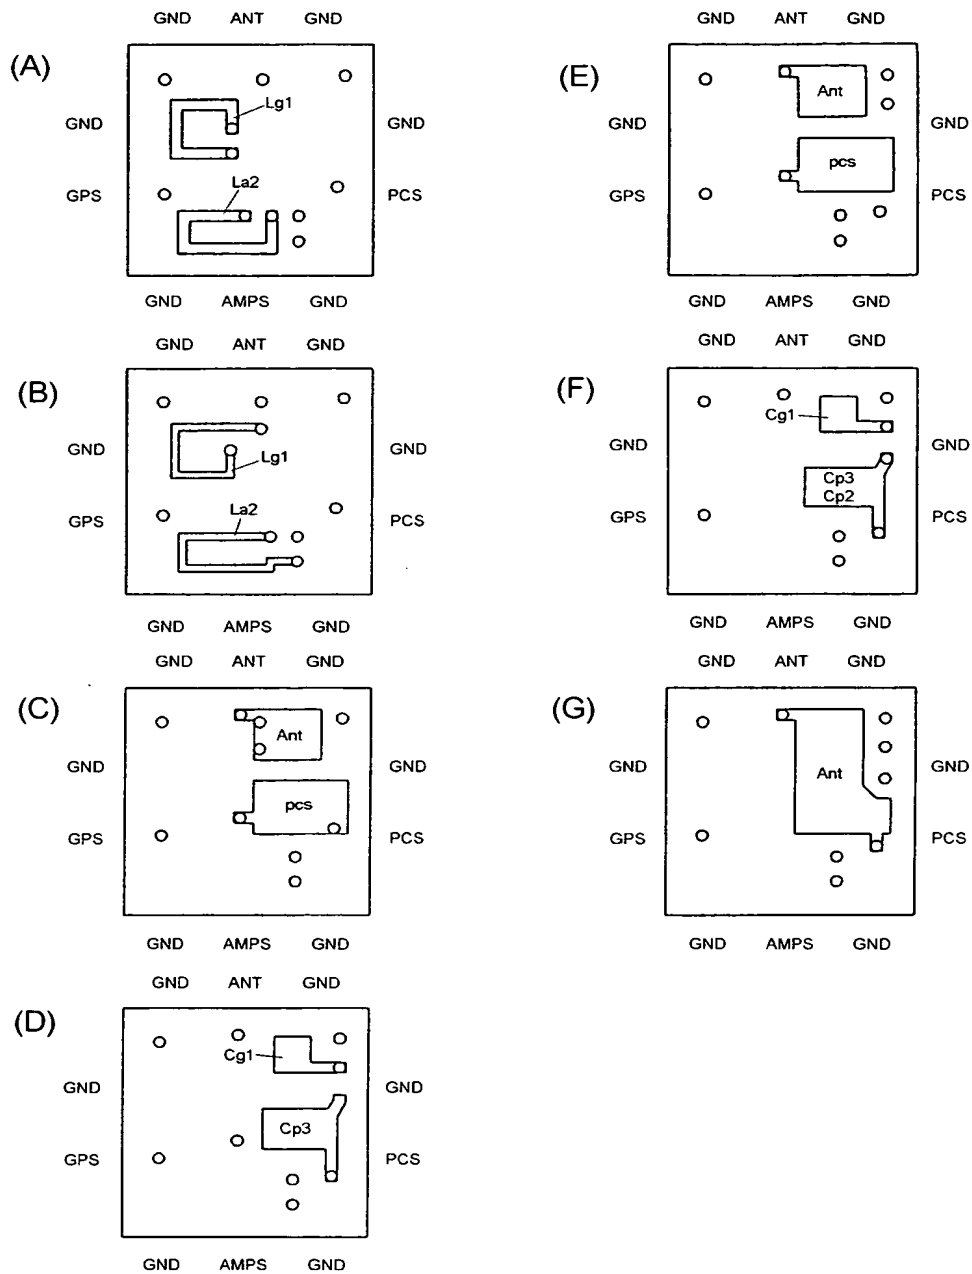 (A)
GND ANT GND
GND Lg1 GND
GPS La2 PCS
GND AMPS GND
(B)
GND ANT GND
GND Lg1 GND
GPS La2 PCS
GND AMPS GND
(C)
GND ANT GND
Ant
GND GND
pcs
GPS PCS
GND AMPS GND
(D)
GND ANT GND
Cg1
GND GND
Cp3
GPS PCS
GND AMPS GND
(E)
GND ANT GND
Ant
GND GND
pcs
GPS PCS
GND AMPS GND
(F)
GND ANT GND
Cg1
GND GND
Cp3
Cp2
GPS PCS
GND AMPS GND
(G)
GND ANT GND
GND Ant GND
GPS PCS
GND AMPS GND